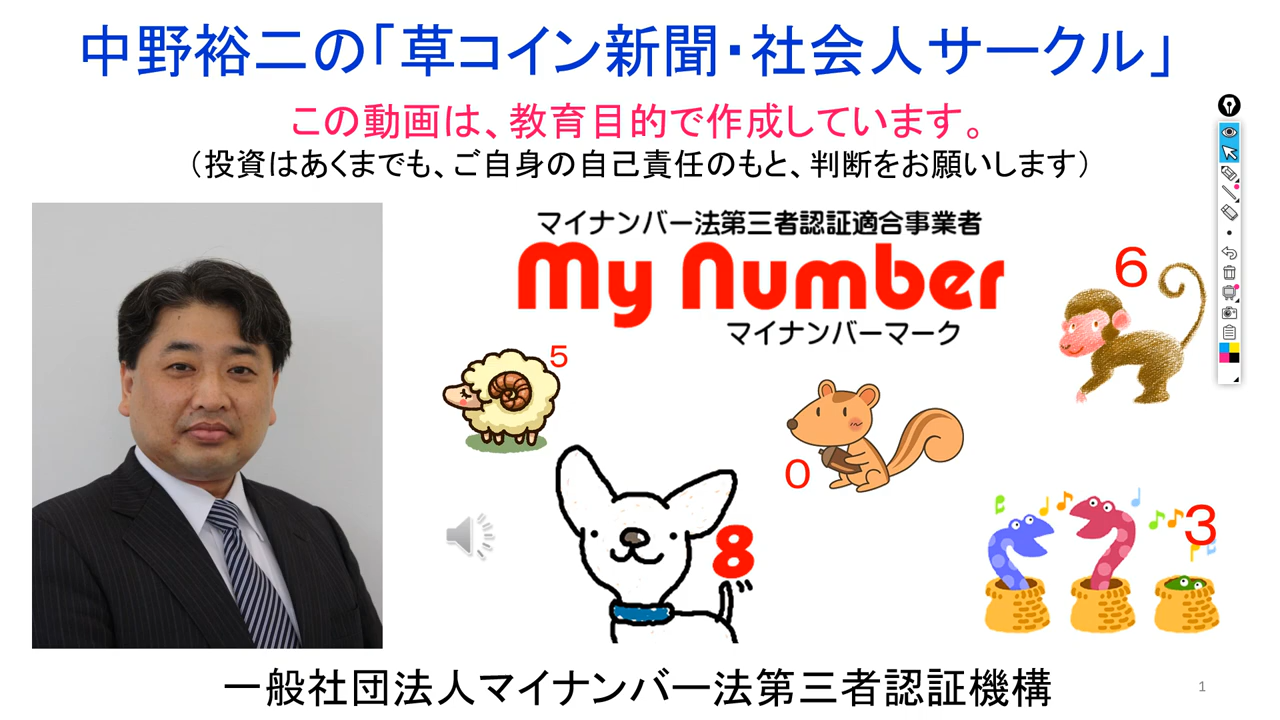 中野裕二の「草コイン新聞・社会人サークル」
この動画は、教育目的で作成しています。
（投資はあくまでも、ご自身の自己責任のもと、判断をお願いします）
マイナンバー法第三者認証適合事業者
My Number
マイナンバーマーク
6
5
0
8
3
一般社団法人マイナンバー法第三者認証機構
1